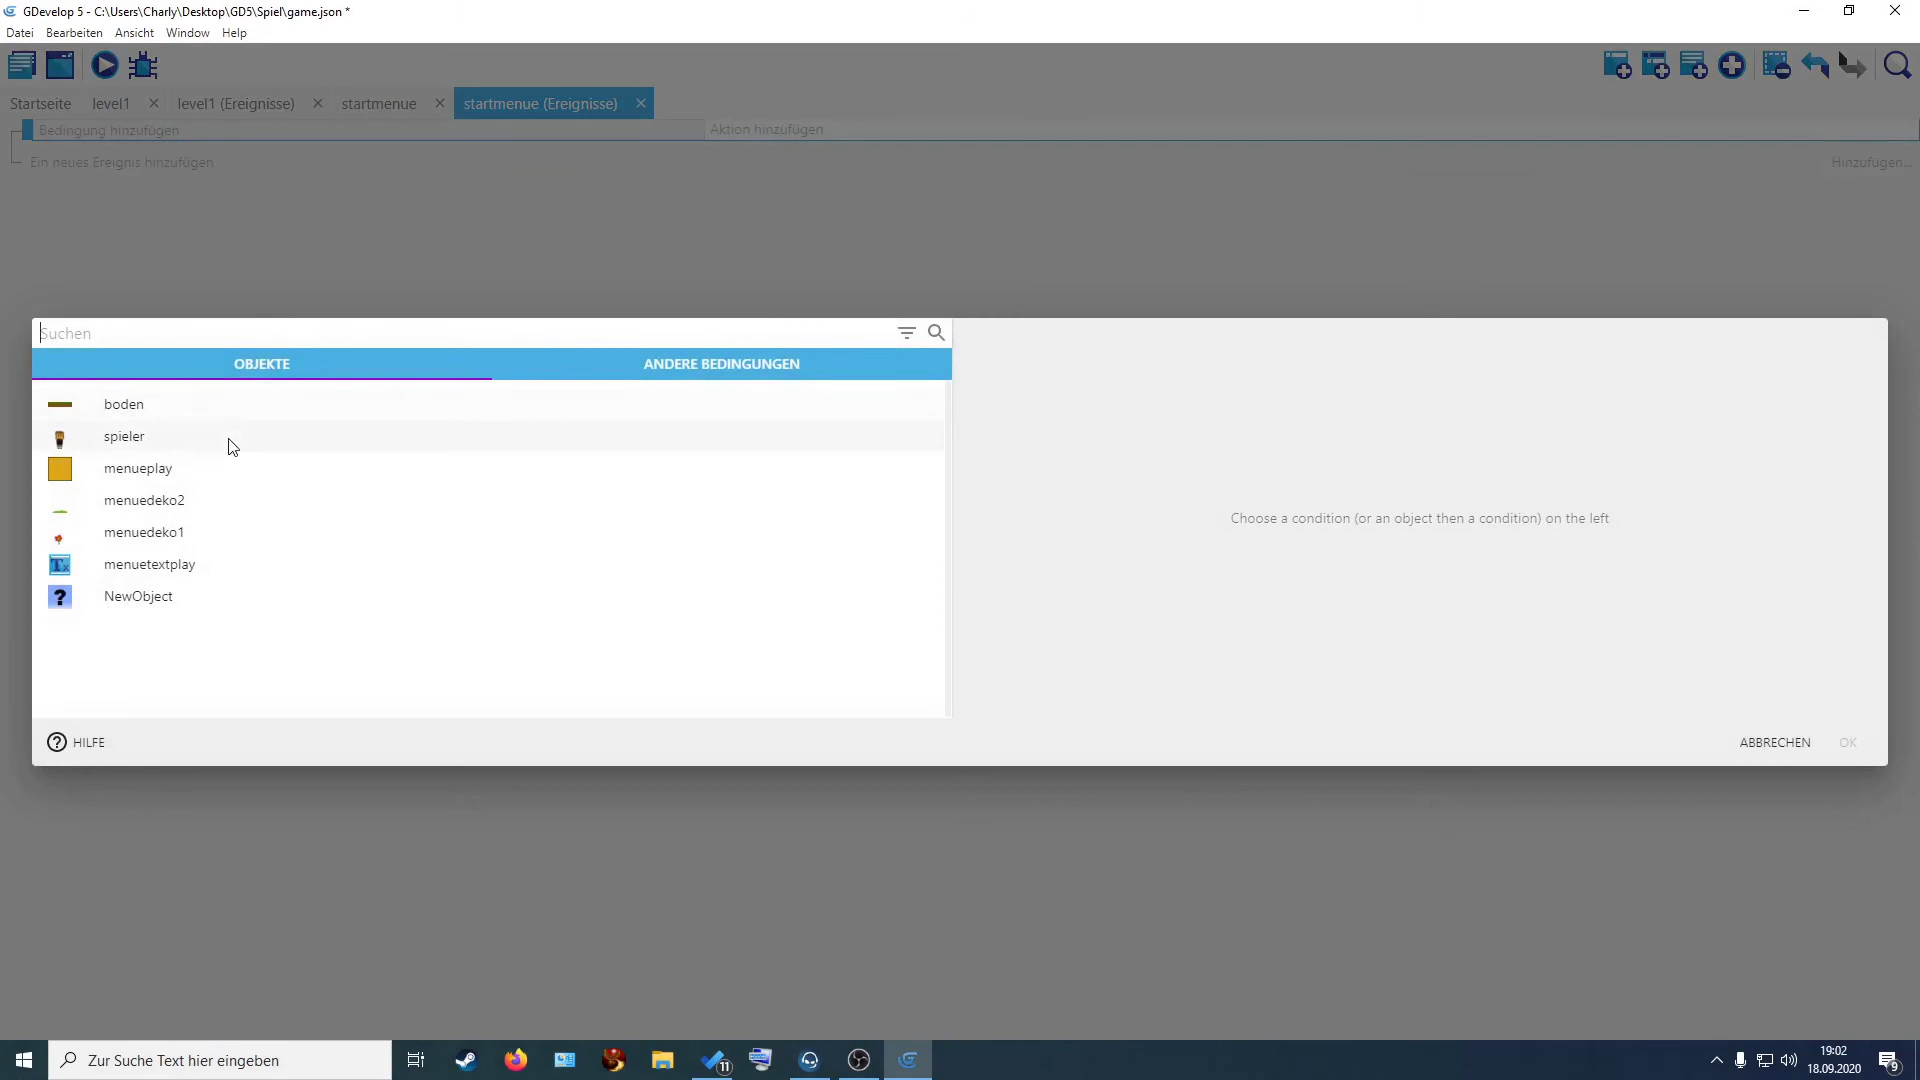 GDevelop 5 - C:\Users\Charly\Desktop\GD5\Spiel\game.json *
Datei Bearbeiten Ansicht Window Help
Startseite level1 level1 (Ereignisse) startmenue startmenue (Ereignisse)
Bedingung hinzufügen Aktion hinzufügen
Ein neues Ereignis hinzufügen Hinzufügen...
Suchen
OBJEKTE ANDERE BEDINGUNGEN
boden
spieler
menueplay
menuedeko2
menuedeko1
Choose a condition (or an object then a condition) on the left
menuetextplay
NewObject
HILFE ABBRECHEN OK
Zur Suche Text hier eingeben
11
19:02
18.09.2020
9